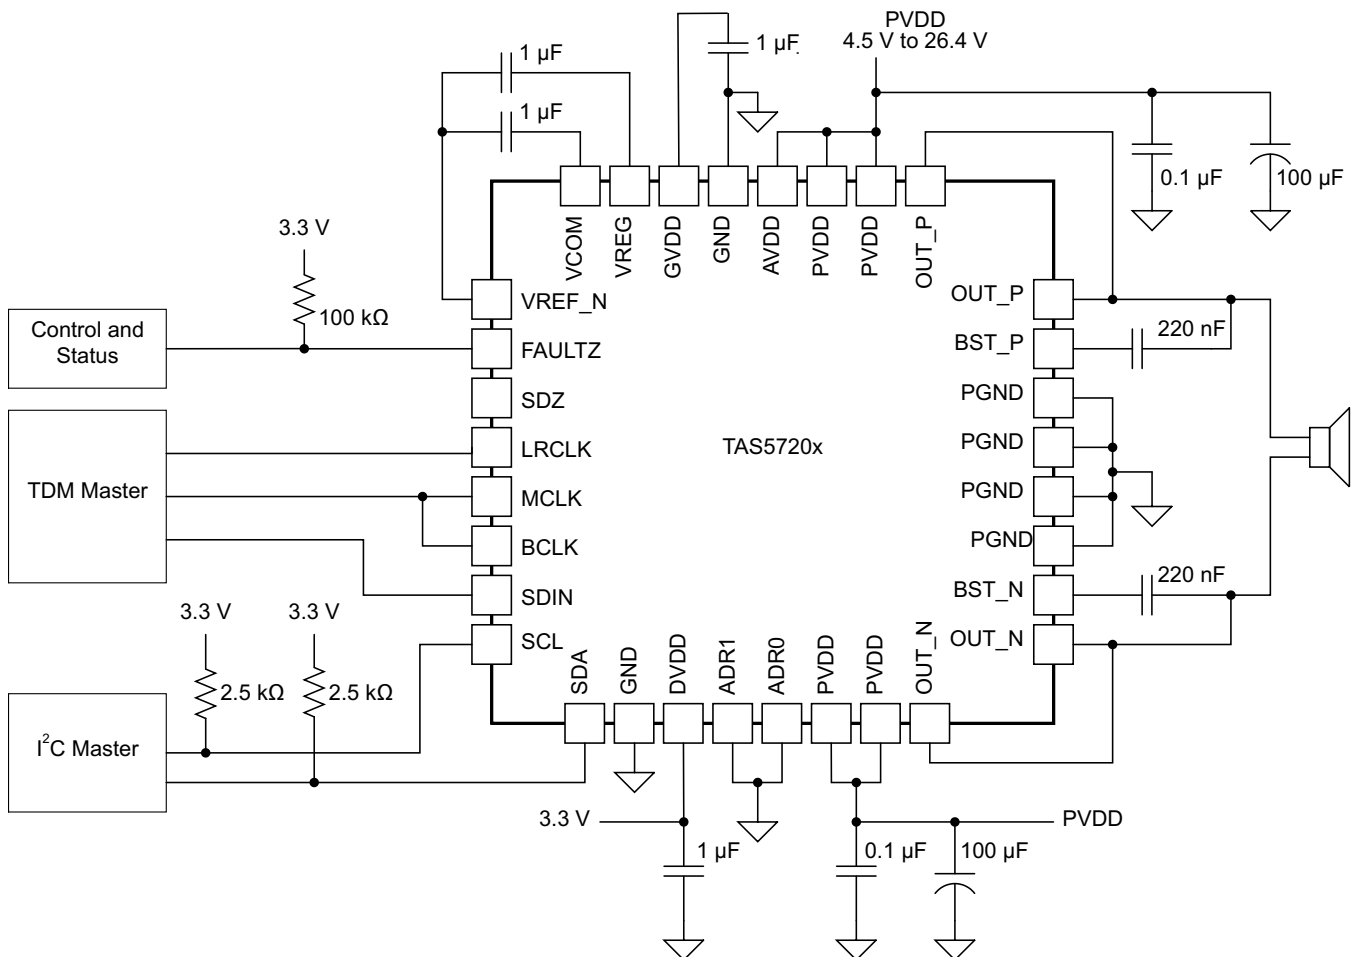 PVDD
4.5 V to 26.4 V
1 µF
1 µF
1 µF
0.1 µF
100 µF
VCOM
VREG
GVDD
GND
AVDD
PVDD
PVDD
OUT_P
3.3 V
100 kΩ
Control and
Status
VREF_N
FAULTZ
SDZ
LRCLK
MCLK
BCLK
SDIN
SCL
TDM Master
TAS5720x
OUT_P
BST_P
PGND
PGND
PGND
PGND
BST_N
OUT_N
220 nF
220 nF
3.3 V
3.3 V
2.5 kΩ
2.5 kΩ
I²C Master
SDA
GND
DVDD
ADR1
ADR0
PVDD
PVDD
OUT_N
3.3 V
PVDD
1 µF
0.1 µF
100 µF